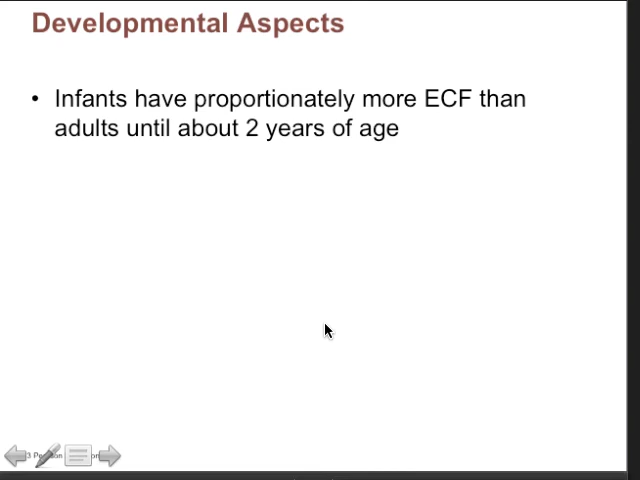 Developmental Aspects
• Infants have proportionately more ECF than
adults until about 2 years of age